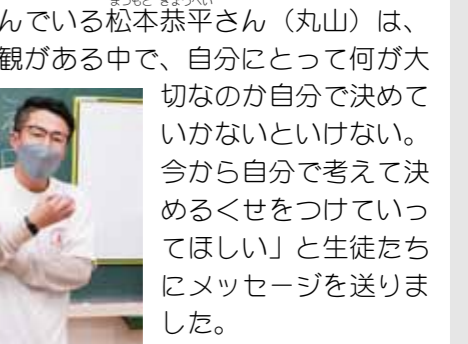 んでいる松本恭平さん（丸山）は、
観がある中で、自分にとって何が大
切なのか自分で決めて
いかないといけない。
今から自分で考えて決
めるくせをつけていっ
てほしい」と生徒たち
にメッセージを送りま
した。